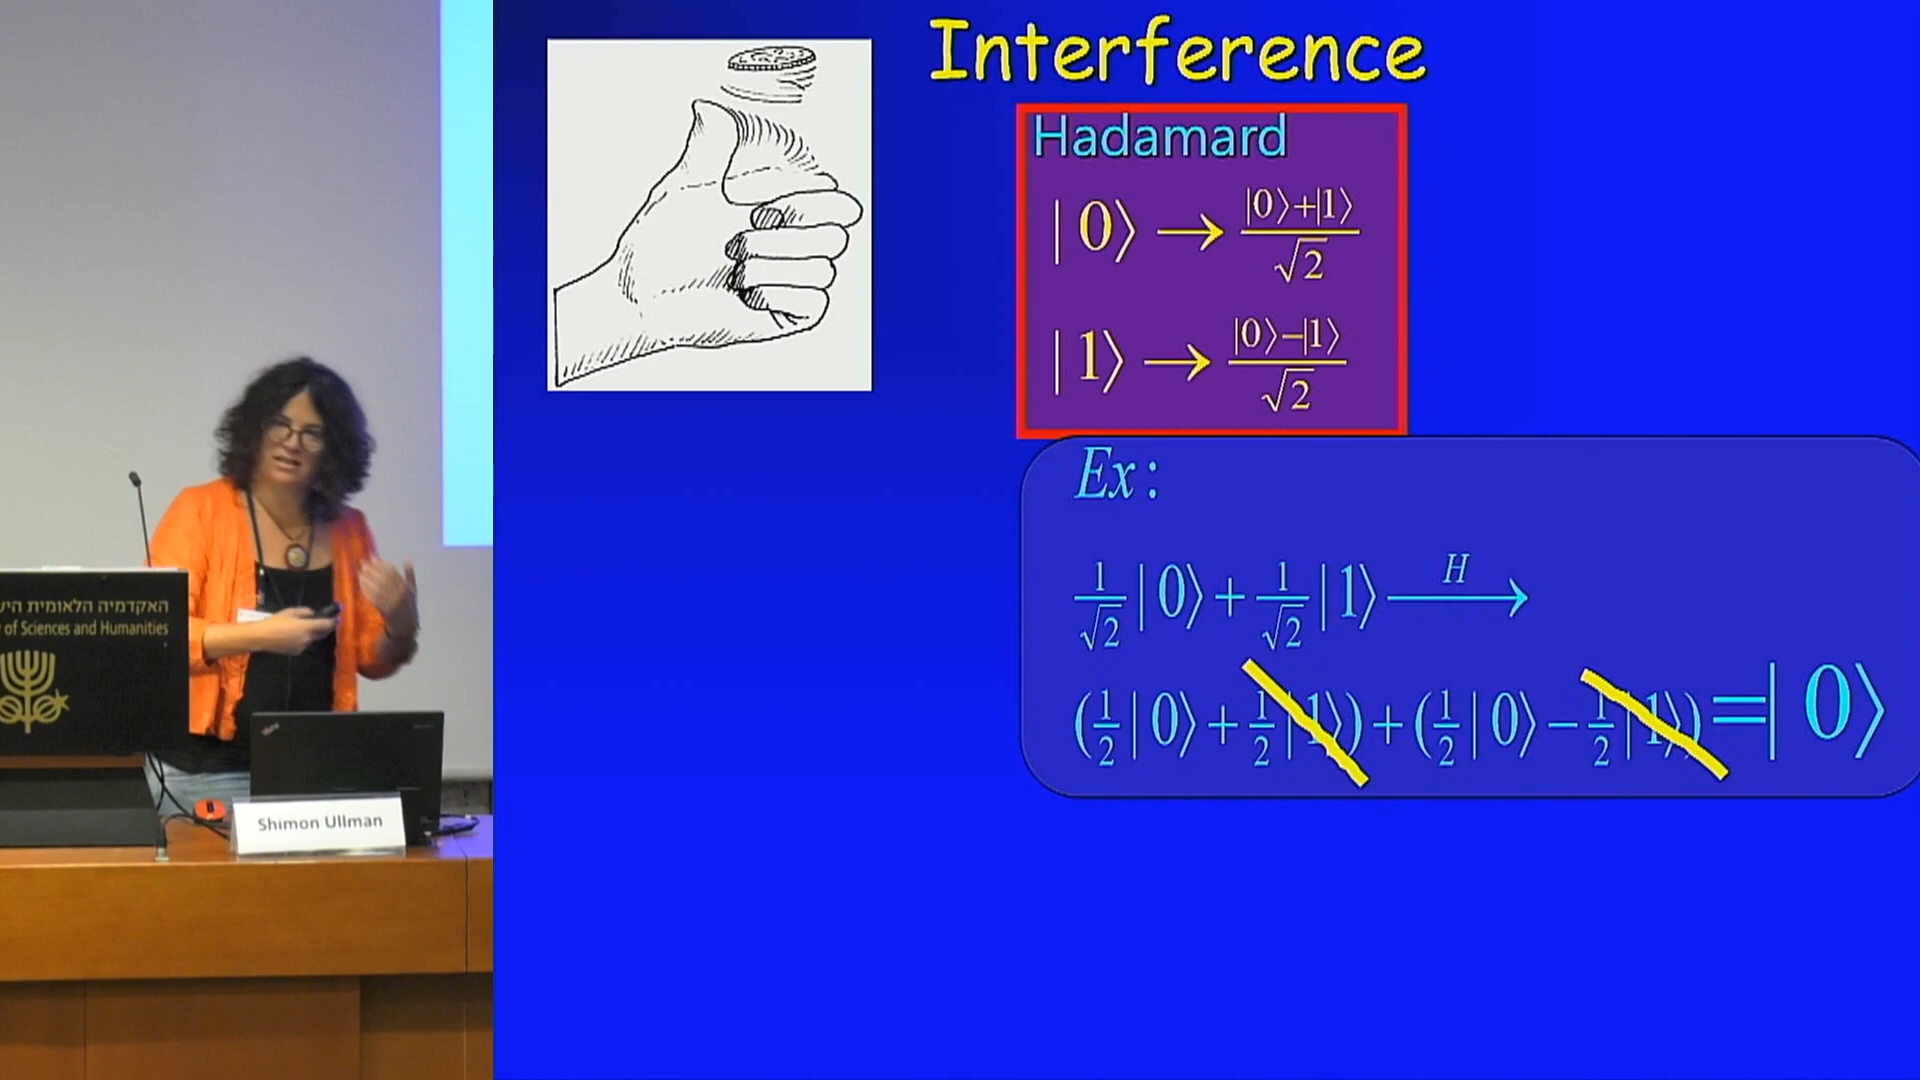 Interference
Hadamard
|0⟩ → |0⟩+|1⟩ / √2
|1⟩ → |0⟩−|1⟩ / √2
Ex:
1/√2 |0⟩ + 1/√2 |1⟩ —H→
(1/2 |0⟩ + 1/2 |1⟩) + (1/2 |0⟩ − 1/2 |1⟩) = |0⟩
האקדמיה הלאומית
of Sciences and Humanities
Shimon Ullman